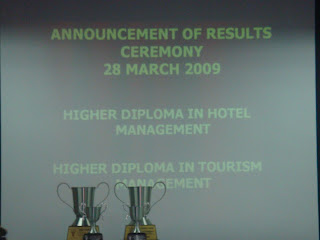 ANNOUNCEMENT OF RESULTS
CEREMONY
28 MARCH 2009
HIGHER DIPLOMA IN HOTEL
MANAGEMENT
HIGHER DIPLOMA IN TOURISM
MANAGEMENT